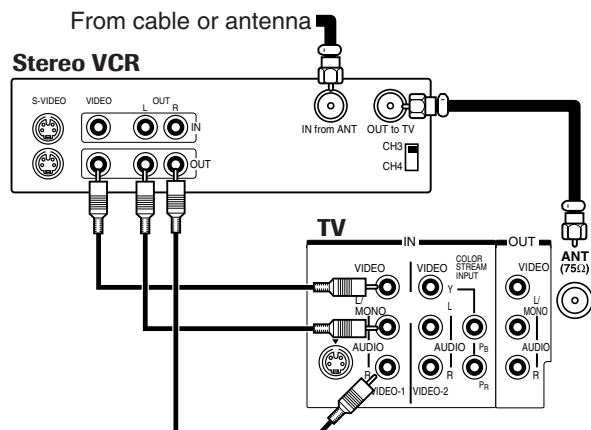 From cable or antenna
Stereo VCR
S-VIDEO VIDEO OUT
L R
IN
IN from ANT OUT to TV
CH3
OUT
CH4
TV
IN OUT
ANT
(75Ω)
VIDEO VIDEO COLOR STREAM INPUT VIDEO
Y
L/MONO L L/MONO
AUDIO AUDIO PB AUDIO
R R PR R
VIDEO-1 VIDEO-2